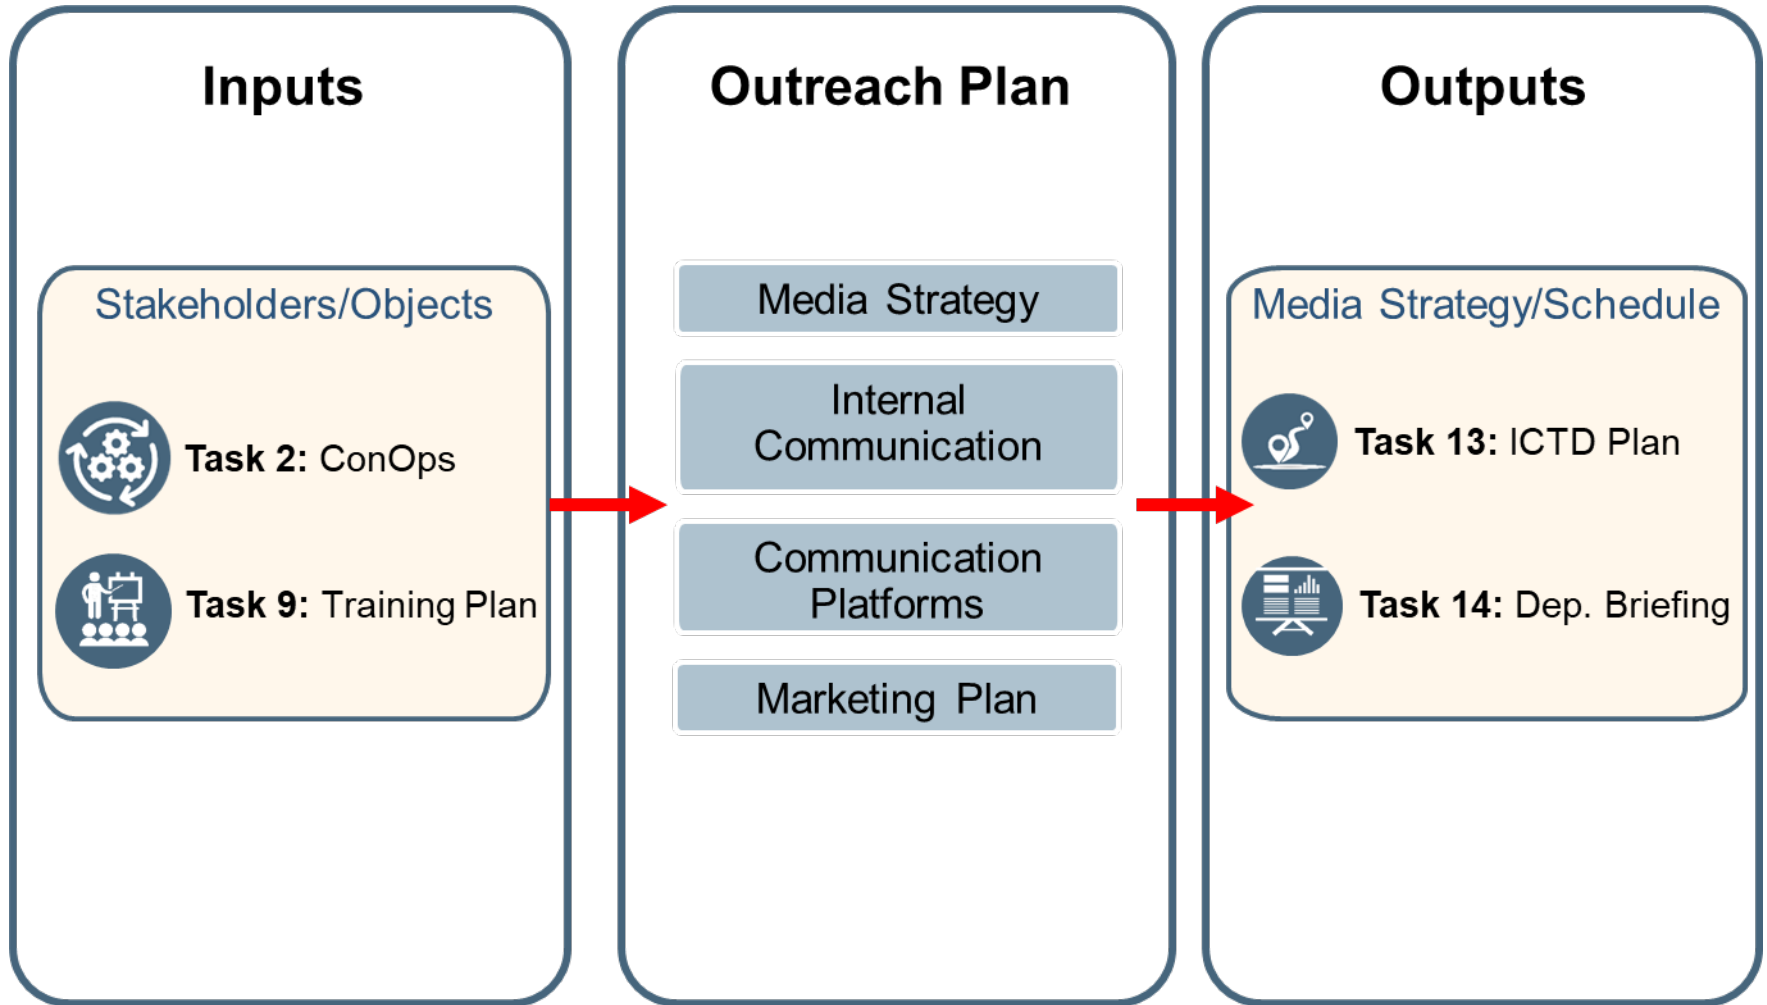 Inputs
Stakeholders/Objects
Task 2: ConOps
Task 9: Training Plan
Outreach Plan
Media Strategy
Internal
Communication
Communication
Platforms
Marketing Plan
Outputs
Media Strategy/Schedule
Task 13: ICTD Plan
Task 14: Dep. Briefing